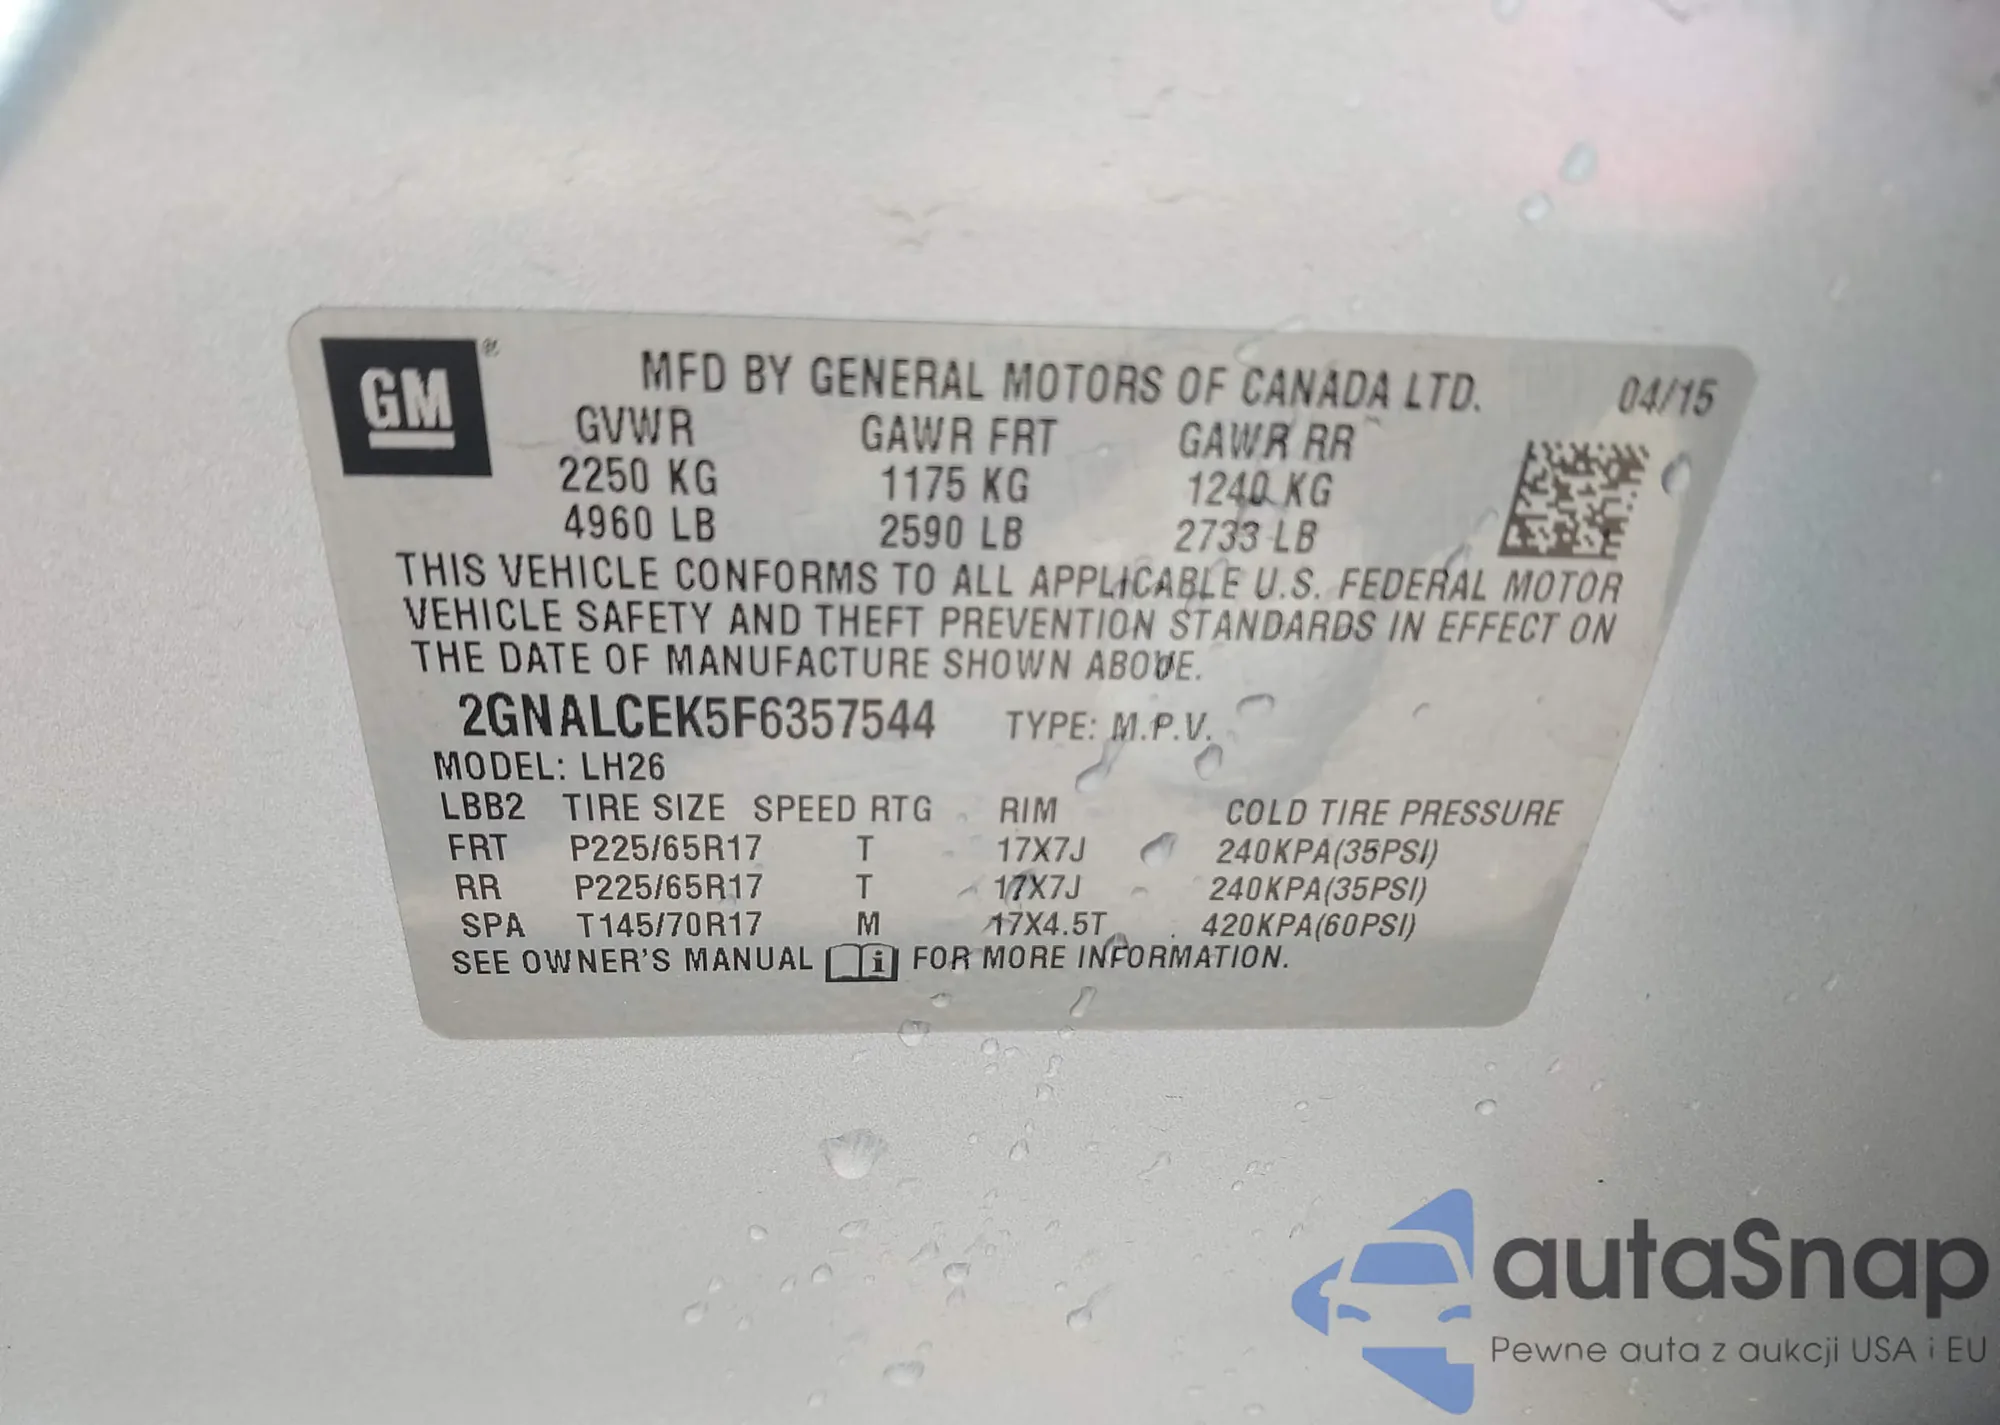 GM ®
MFD BY GENERAL MOTORS OF CANADA LTD. 04/15
GVWR GAWR FRT GAWR RR
2250 KG 1175 KG 1240 KG
4960 LB 2590 LB 2733 LB
THIS VEHICLE CONFORMS TO ALL APPLICABLE U.S. FEDERAL MOTOR
VEHICLE SAFETY AND THEFT PREVENTION STANDARDS IN EFFECT ON
THE DATE OF MANUFACTURE SHOWN ABOVE.
2GNALCEK5F6357544 TYPE: M.P.V.
MODEL: LH26
LBB2 TIRE SIZE SPEED RTG RIM COLD TIRE PRESSURE
FRT P225/65R17 T 17X7J 240KPA(35PSI)
RR P225/65R17 T 17X7J 240KPA(35PSI)
SPA T145/70R17 M 17X4.5T 420KPA(60PSI)
SEE OWNER'S MANUAL i FOR MORE INFORMATION.
autaSnap
Pewne auta z aukcji USA i EU